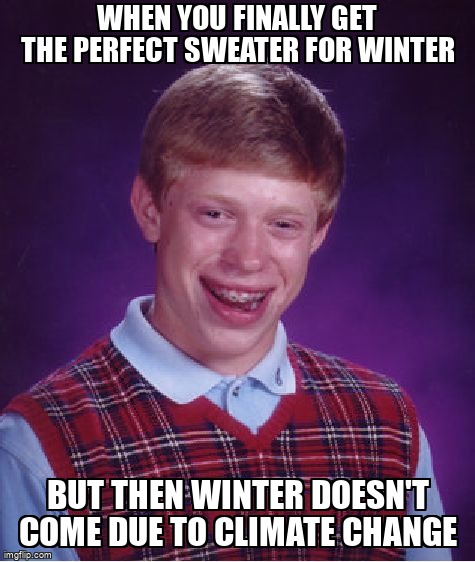 WHEN YOU FINALLY GET
THE PERFECT SWEATER FOR WINTER
BUT THEN WINTER DOESN'T
COME DUE TO CLIMATE CHANGE
imgflip.com